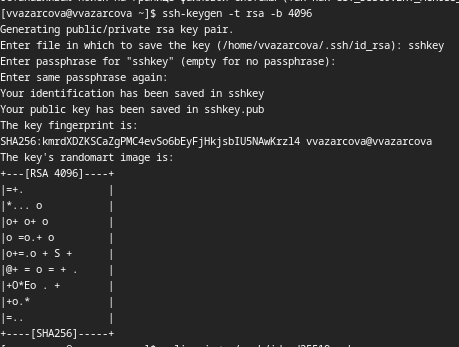 [vvazarcova@vvazarcova ~]$ ssh-keygen -t rsa -b 4096
Generating public/private rsa key pair.
Enter file in which to save the key (/home/vvazarcova/.ssh/id_rsa): sshkey
Enter passphrase for "sshkey" (empty for no passphrase):
Enter same passphrase again:
Your identification has been saved in sshkey
Your public key has been saved in sshkey.pub
The key fingerprint is:
SHA256:kmrdXDZKSCaZgPMC4evSo6bEyFjHkjsbIU5NAwKrzl4 vvazarcova@vvazarcova
The key's randomart image is:
+---[RSA 4096]----+
|=+.              |
|*... o           |
|o+ o+ o          |
|o =o.+ o         |
|o+=.o + S +      |
|@+ = o = + .     |
|+O*Eo . +        |
|+o.*             |
|=..              |
+----[SHA256]-----+